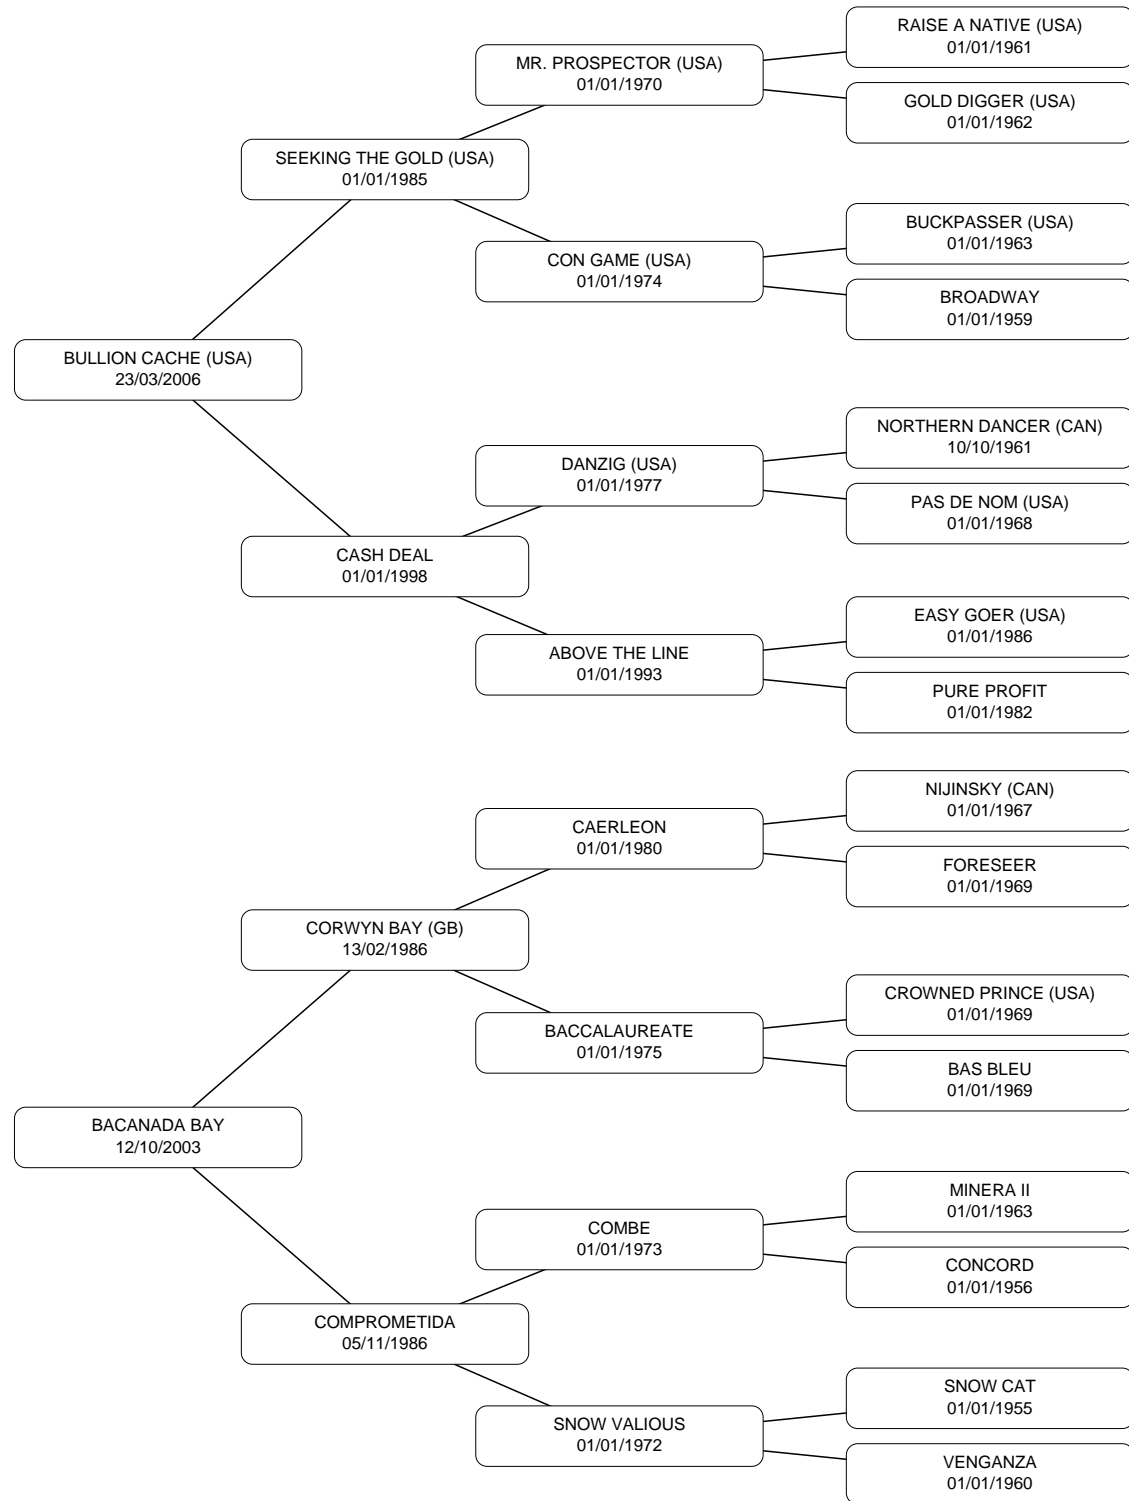 RAISE A NATIVE (USA)
01/01/1961
MR. PROSPECTOR (USA)
01/01/1970
GOLD DIGGER (USA)
01/01/1962
SEEKING THE GOLD (USA)
01/01/1985
BUCKPASSER (USA)
01/01/1963
CON GAME (USA)
01/01/1974
BROADWAY
01/01/1959
BULLION CACHE (USA)
23/03/2006
NORTHERN DANCER (CAN)
10/10/1961
DANZIG (USA)
01/01/1977
PAS DE NOM (USA)
01/01/1968
CASH DEAL
01/01/1998
EASY GOER (USA)
01/01/1986
ABOVE THE LINE
01/01/1993
PURE PROFIT
01/01/1982
NIJINSKY (CAN)
01/01/1967
CAERLEON
01/01/1980
FORESEER
01/01/1969
CORWYN BAY (GB)
13/02/1986
CROWNED PRINCE (USA)
01/01/1969
BACCALAUREATE
01/01/1975
BAS BLEU
01/01/1969
BACANADA BAY
12/10/2003
MINERA II
01/01/1963
COMBE
01/01/1973
CONCORD
01/01/1956
COMPROMETIDA
05/11/1986
SNOW CAT
01/01/1955
SNOW VALIOUS
01/01/1972
VENGANZA
01/01/1960